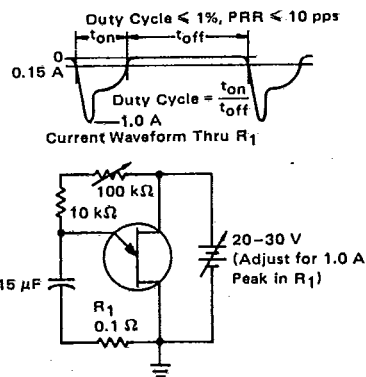 Duty Cycle ⩽ 1%, PRR ⩽ 10 pps
ton toff
0
0.15 A
Duty Cycle = ton/toff
1.0 A
Current Waveform Thru R1
100 kΩ
10 kΩ
20–30 V
(Adjust for 1.0 A
Peak in R1)
15 μF
R1
0.1 Ω